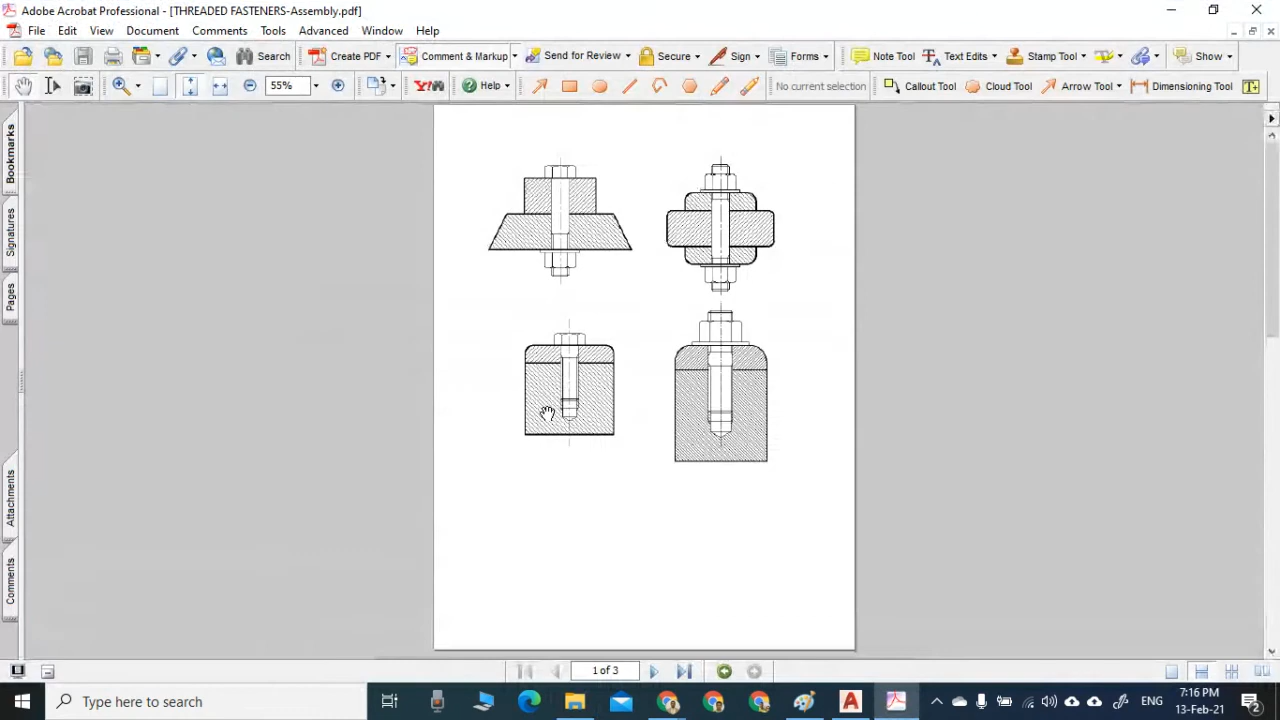 Adobe Acrobat Professional - [THREADED FASTENERS-Assembly.pdf]
File Edit View Document Comments Tools Advanced Window Help
Search Create PDF Comment & Markup Send for Review Secure Sign Forms Note Tool Text Edits Stamp Tool Show
55% Y! Help No current selection Callout Tool Cloud Tool Arrow Tool Dimensioning Tool
Bookmarks
Signatures
Pages
Attachments
Comments
1 of 3
Type here to search
ENG
7:16 PM
13-Feb-21
2